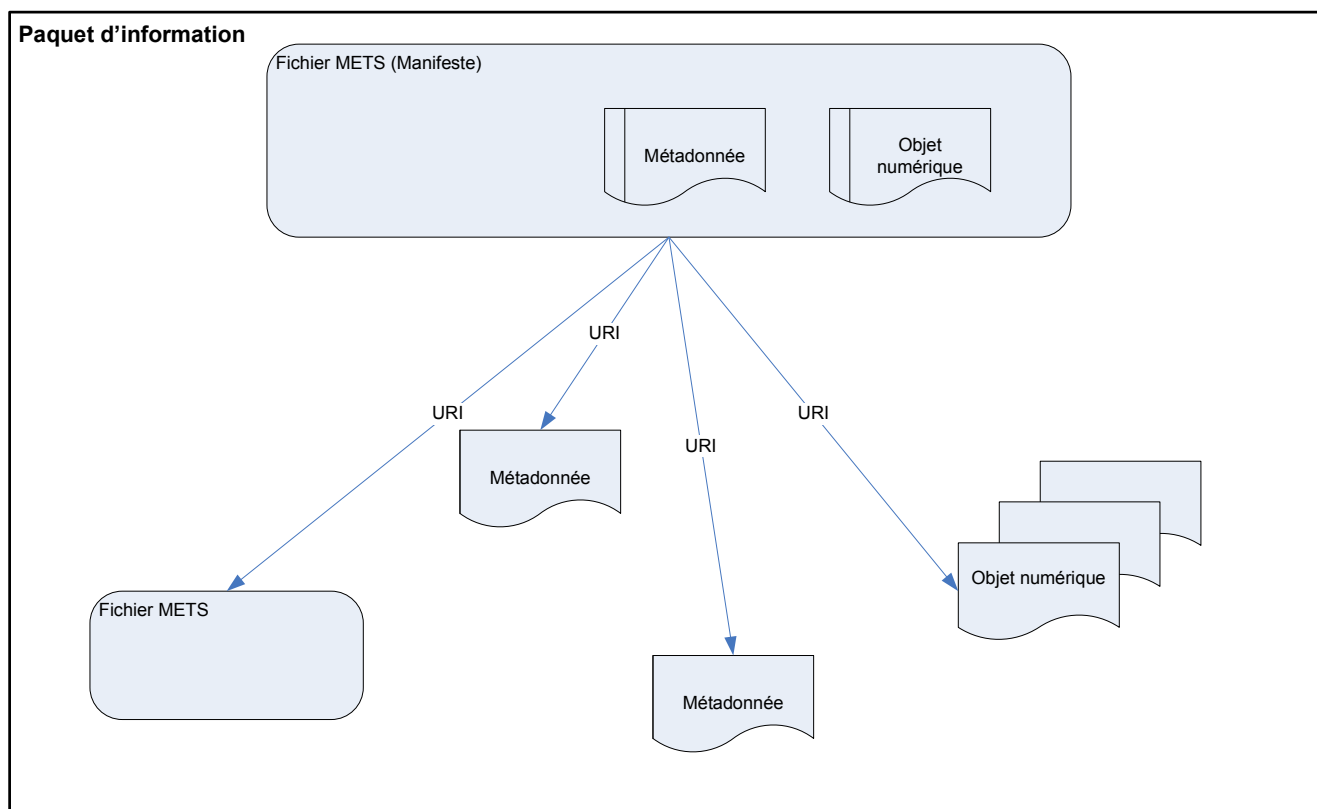 Paquet d’information
Fichier METS (Manifeste)
Métadonnée
Objet
numérique
URI
URI
URI
URI
Métadonnée
Objet numérique
Fichier METS
Métadonnée